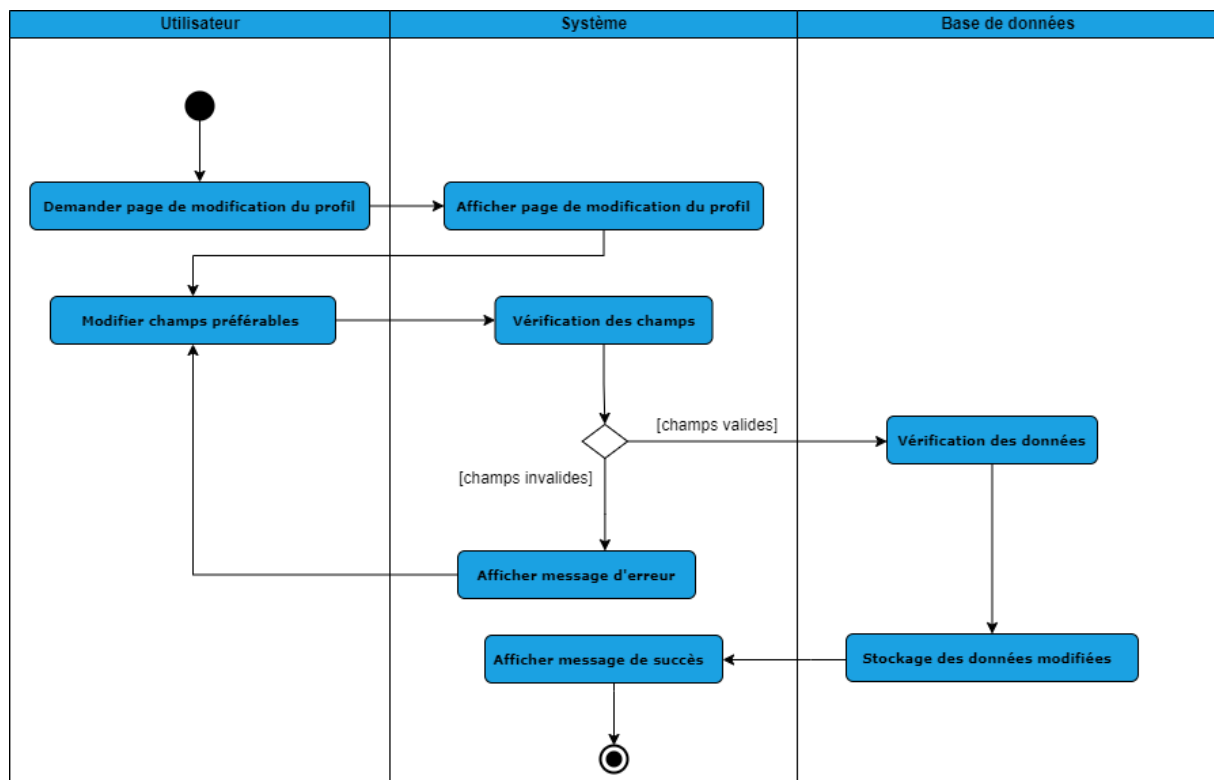 Utilisateur
Système
Base de données
Demander page de modification du profil
Afficher page de modification du profil
Modifier champs préférables
Vérification des champs
[champs valides]
Vérification des données
[champs invalides]
Afficher message d'erreur
Afficher message de succès
Stockage des données modifiées